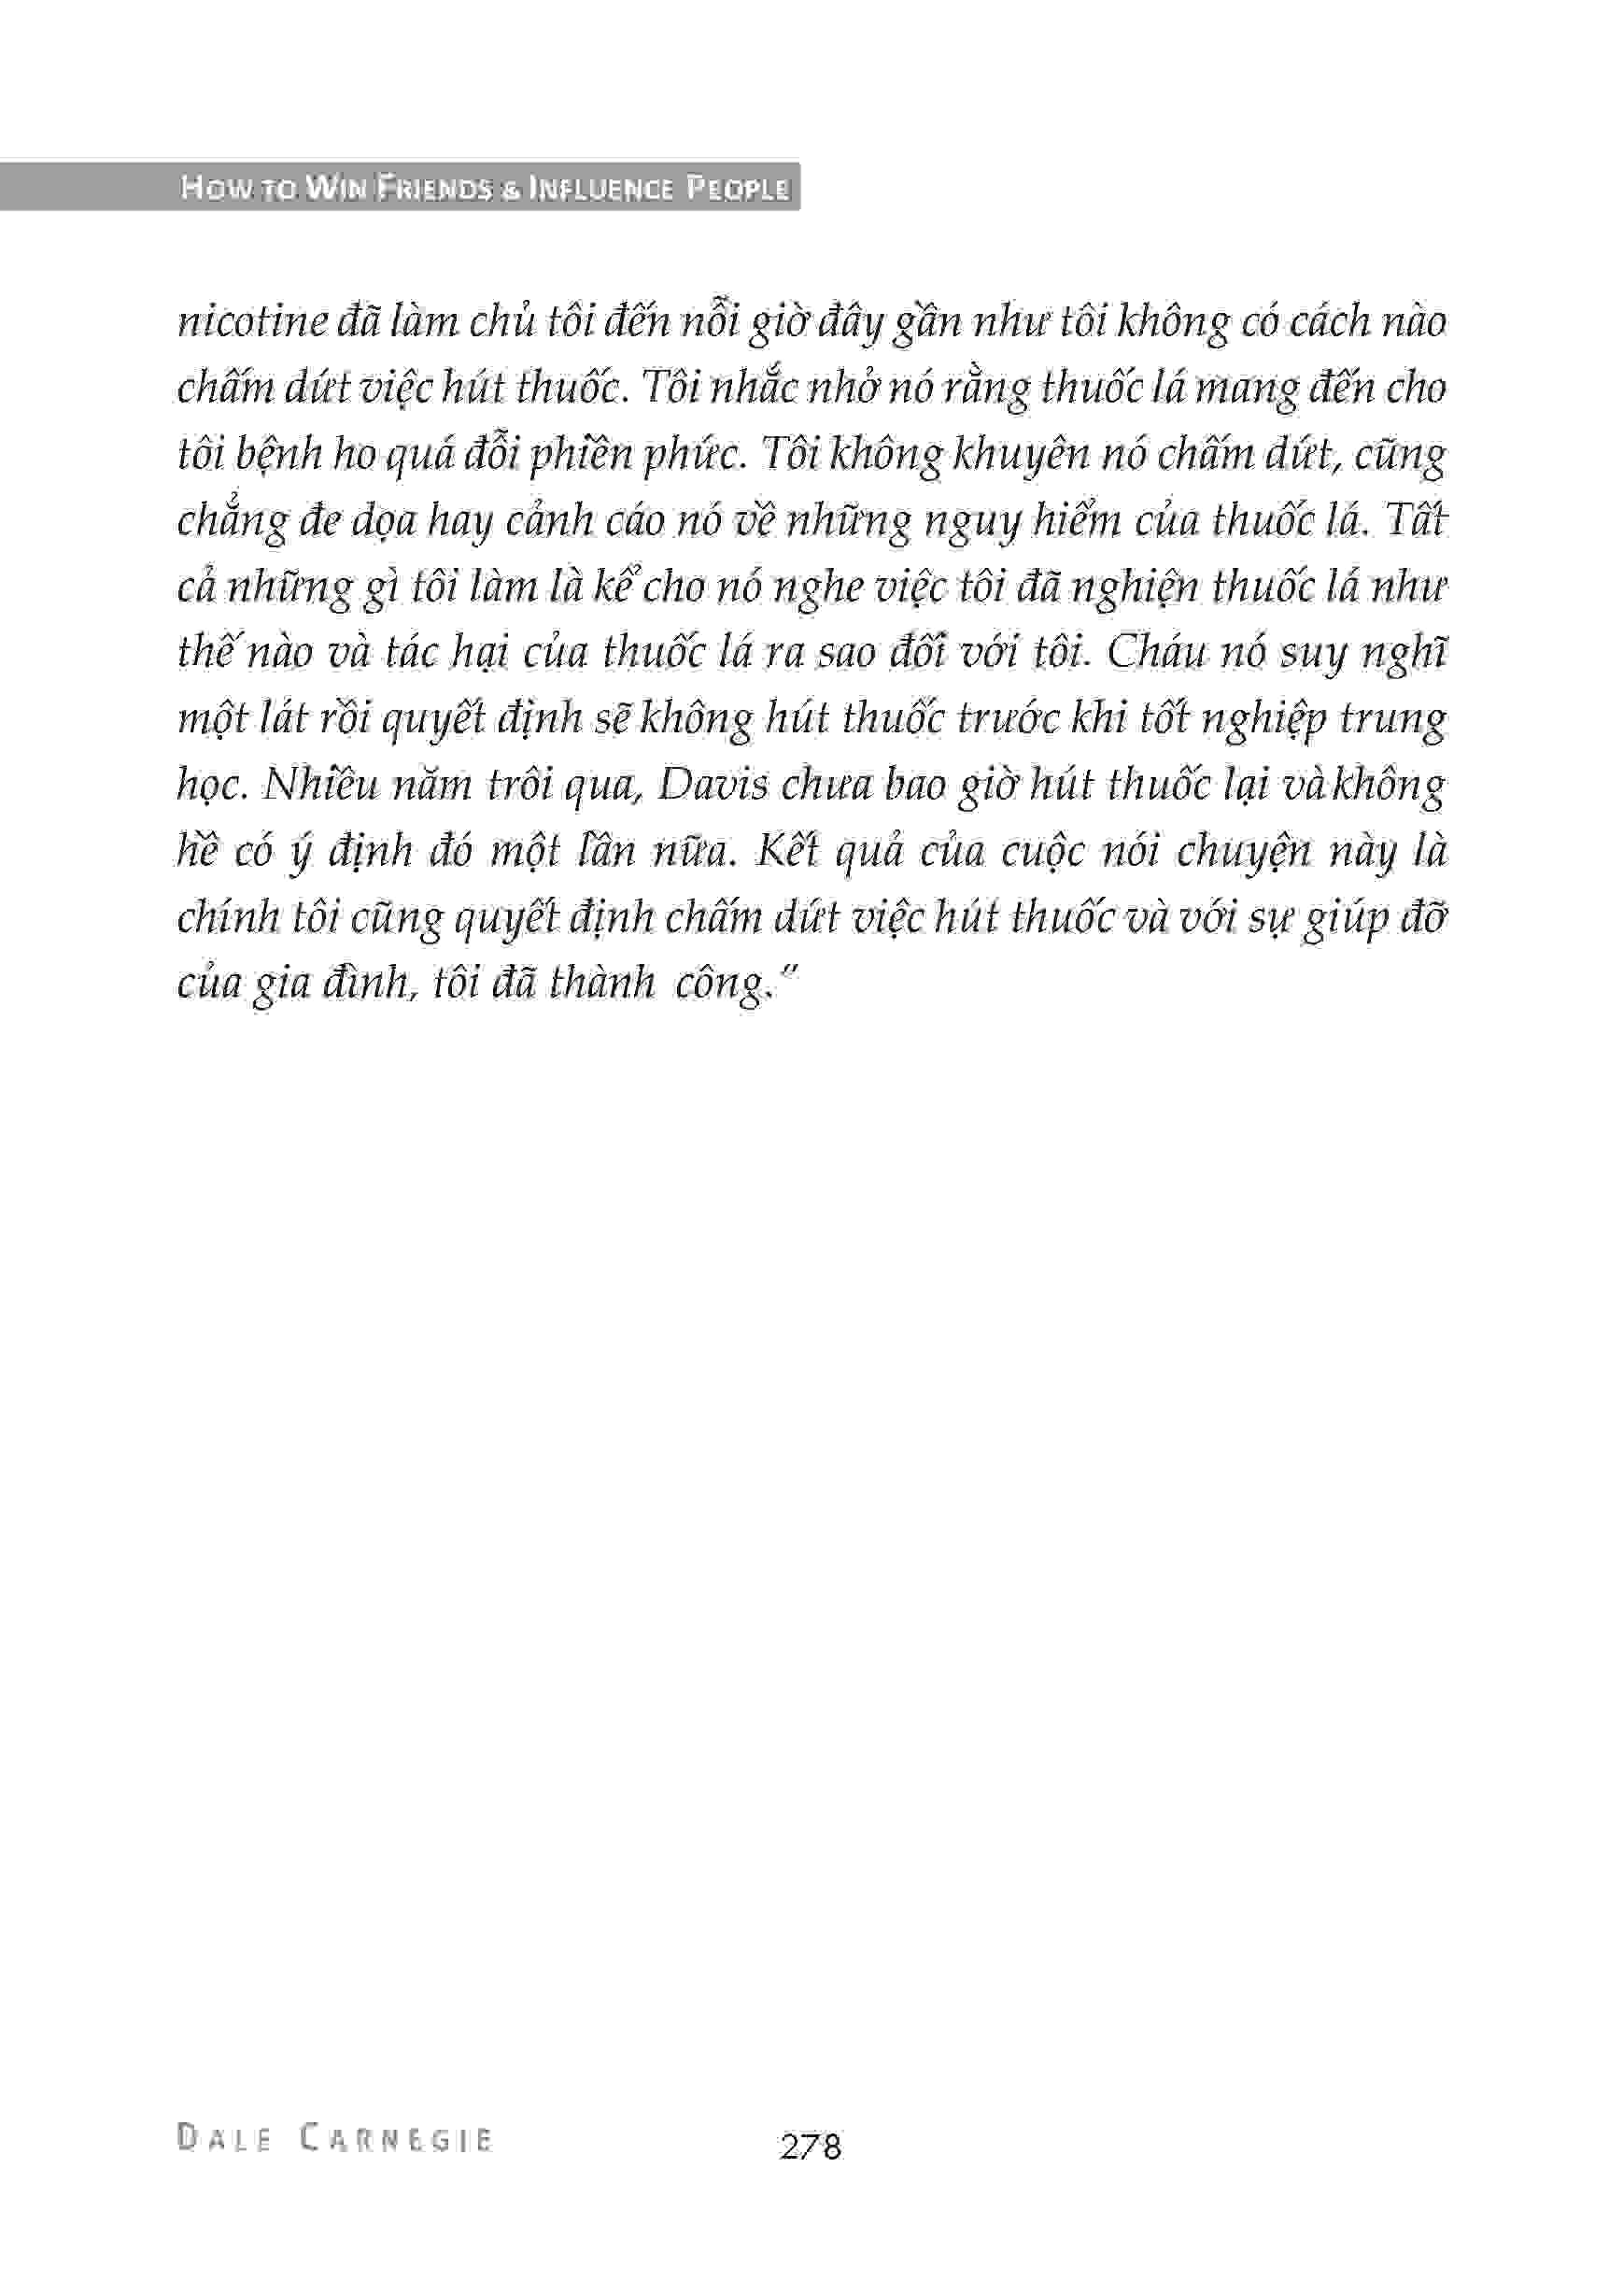 HOW TO WIN FRIENDS & INFLUENCE PEOPLE
nicotine đã làm chủ tôi đến nỗi giờ đây gần như tôi không có cách nào
chấm dứt việc hút thuốc. Tôi nhắc nhở nó rằng thuốc lá mang đến cho
tôi bệnh ho quá đỗi phiền phức. Tôi không khuyên nó chấm dứt, cũng
chẳng đe dọa hay cảnh cáo nó về những nguy hiểm của thuốc lá. Tất
cả những gì tôi làm là kể cho nó nghe việc tôi đã nghiện thuốc lá như
thế nào và tác hại của thuốc lá ra sao đối với tôi. Cháu nó suy nghĩ
một lát rồi quyết định sẽ không hút thuốc trước khi tốt nghiệp trung
học. Nhiều năm trôi qua, Davis chưa bao giờ hút thuốc lại và không
hề có ý định đó một lần nữa. Kết quả của cuộc nói chuyện này là
chính tôi cũng quyết định chấm dứt việc hút thuốc và với sự giúp đỡ
của gia đình, tôi đã thành công."
DALE CARNEGIE
278